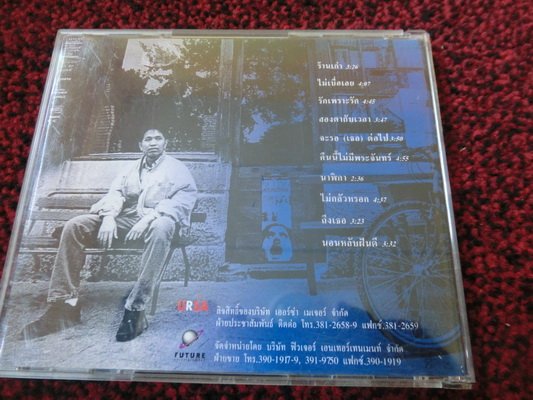 ร้านเก่า 3:26
ไม่เบื่อเลย 4:07
รักเพราะรัก 4:45
สองตากับเวลา 3:47
จะรอ (เธอ) ต่อไป 3:50
คืนนี้ไม่มีพระจันทร์ 4:55
นาฬิกา 2:36
ไม่กลัวหรอก 4:37
ถึงเธอ 3:23
นอนหลับฝันดี 3:32
ลิขสิทธิ์ของบริษัท เออร์ซ่า เมเจอร์ จำกัด
ฝ่ายประชาสัมพันธ์ ติดต่อ โทร.381-2658-9 แฟกซ์.381-2659
จัดจำหน่ายโดย บริษัท ฟิวเจอร์ เอนเทอร์เทนเมนท์ จำกัด
ฝ่ายขาย โทร.390-1917-9, 391-9750 แฟกซ์.390-1919
FUTURE